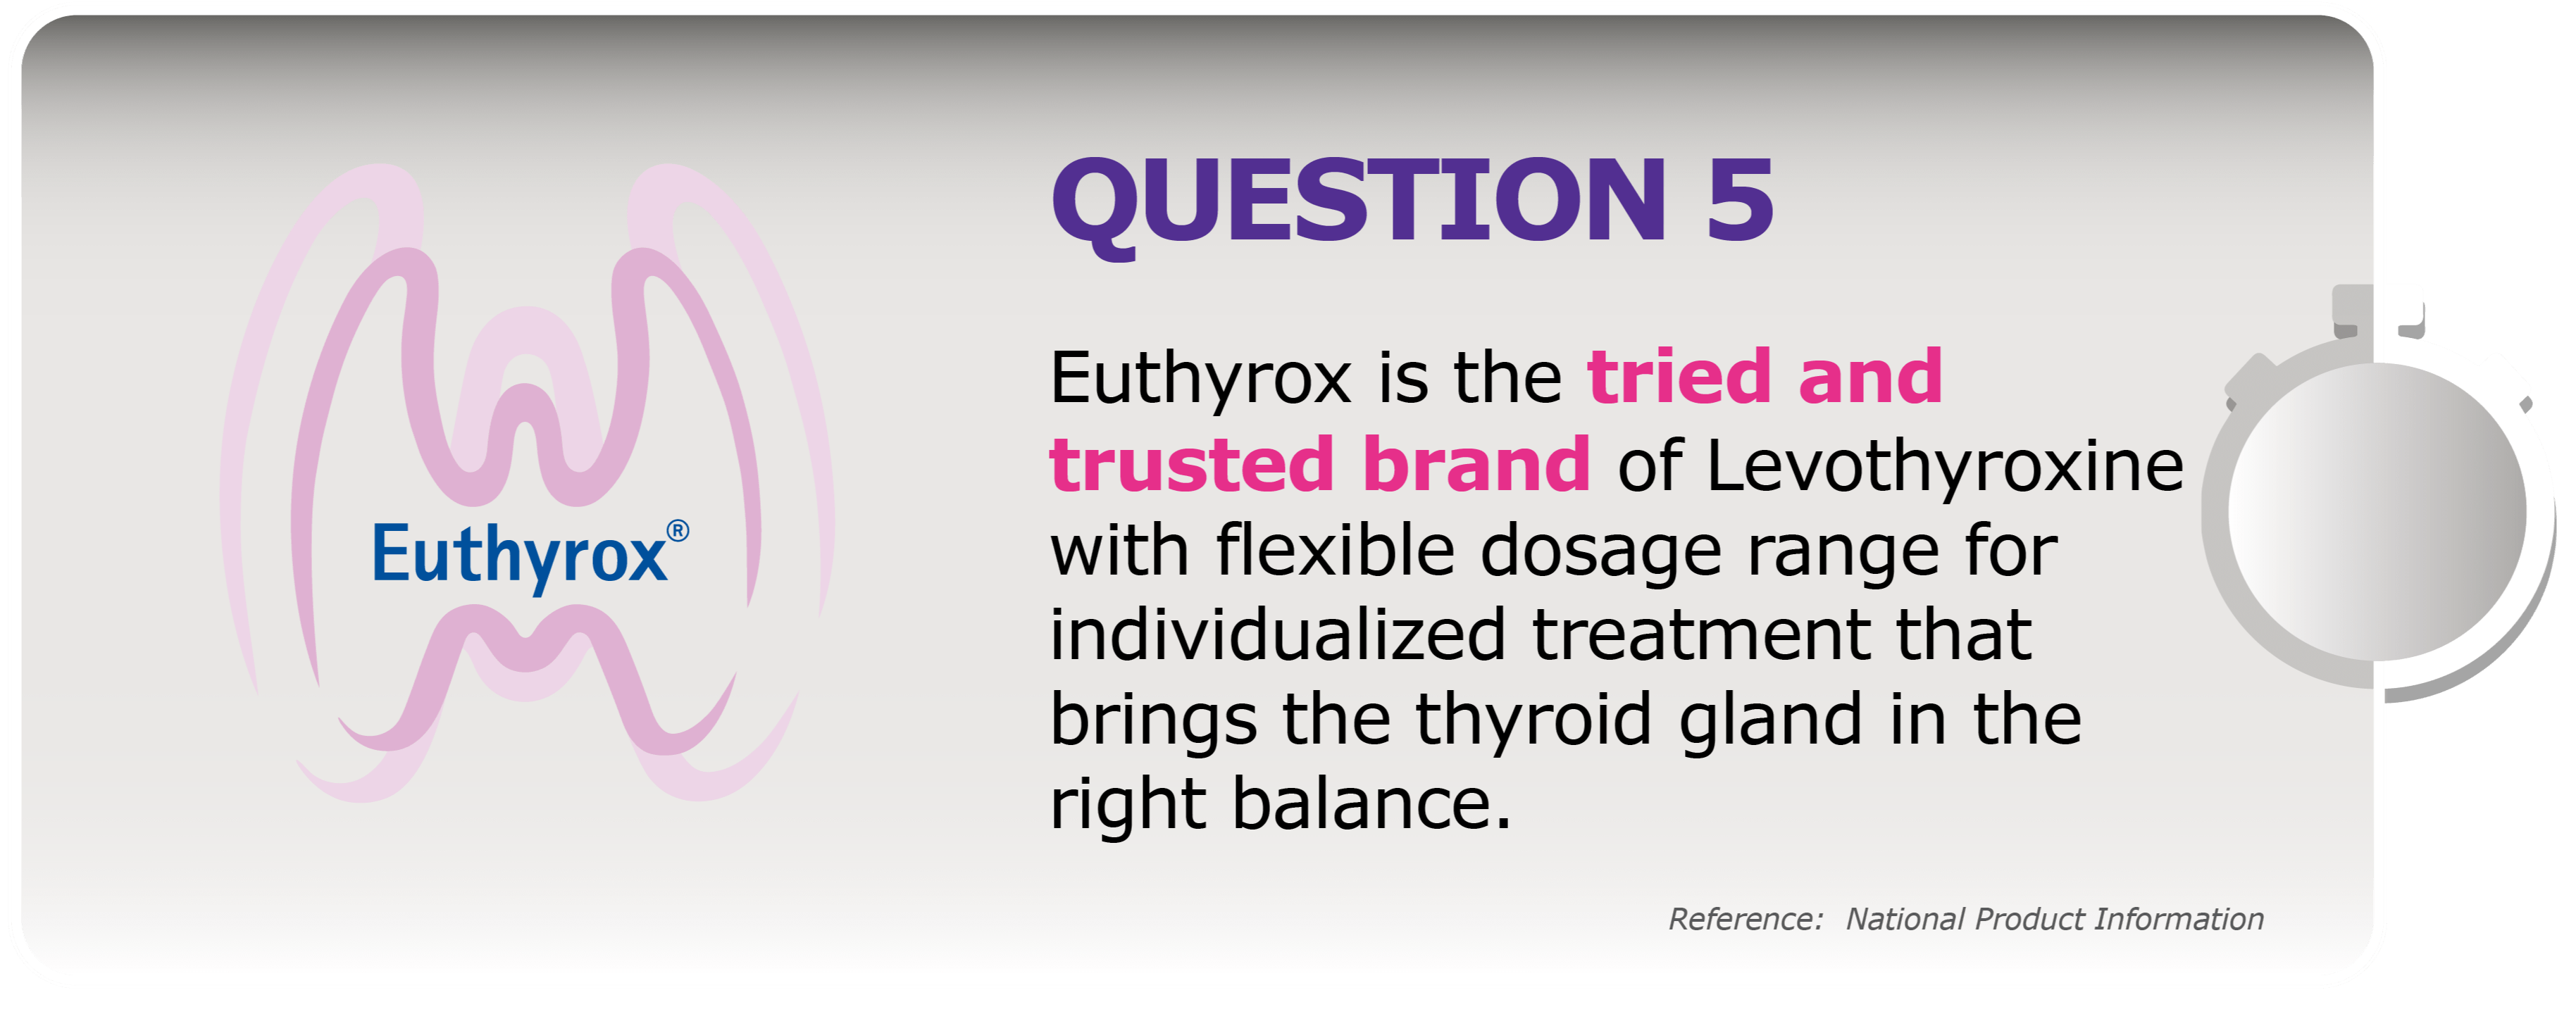 QUESTION 5
Euthyrox is the tried and
trusted brand of Levothyroxine
with flexible dosage range for
individualized treatment that
brings the thyroid gland in the
right balance.
Euthyrox®
Reference: National Product Information